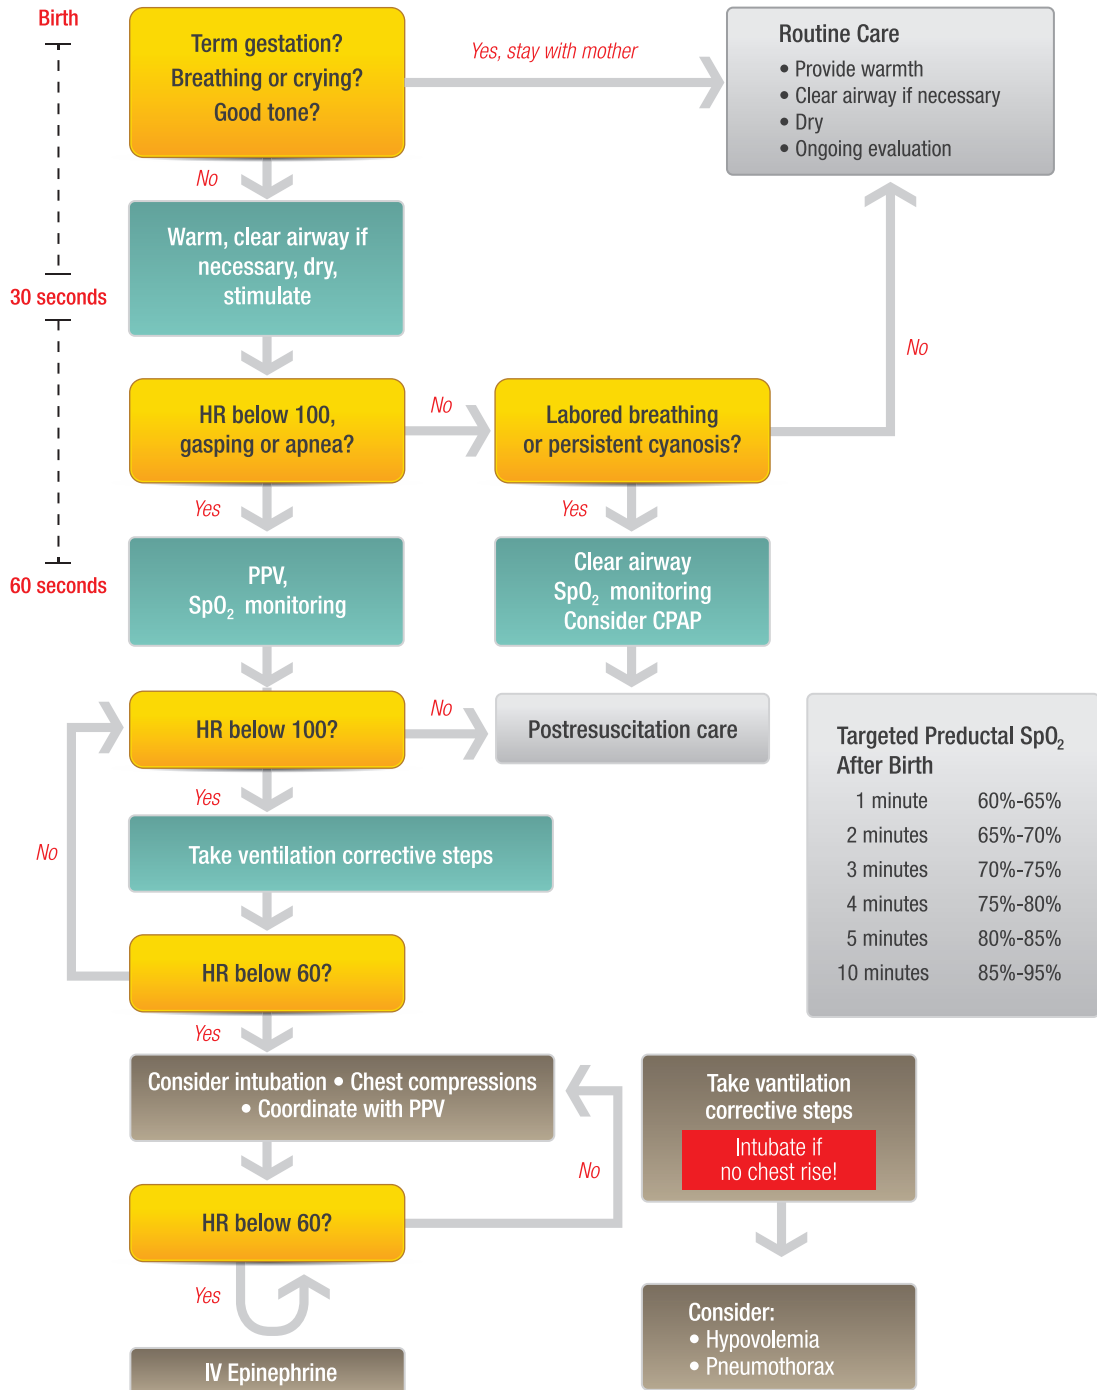 Birth
Term gestation?
Breathing or crying?
Good tone?
Yes, stay with mother
Routine Care
• Provide warmth
• Clear airway if necessary
• Dry
• Ongoing evaluation
No
Warm, clear airway if
necessary, dry,
stimulate
30 seconds
No
HR below 100,
gasping or apnea?
No
Labored breathing
or persistent cyanosis?
Yes
Yes
60 seconds
PPV,
SpO₂ monitoring
Clear airway
SpO₂ monitoring
Consider CPAP
HR below 100?
No
Postresuscitation care
Targeted Preductal SpO₂
After Birth
1 minute 60%-65%
2 minutes 65%-70%
3 minutes 70%-75%
4 minutes 75%-80%
5 minutes 80%-85%
10 minutes 85%-95%
Yes
Take ventilation corrective steps
No
HR below 60?
Yes
Consider intubation • Chest compressions
• Coordinate with PPV
Take vantilation
corrective steps
Intubate if
no chest rise!
No
HR below 60?
Yes
IV Epinephrine
Consider:
• Hypovolemia
• Pneumothorax